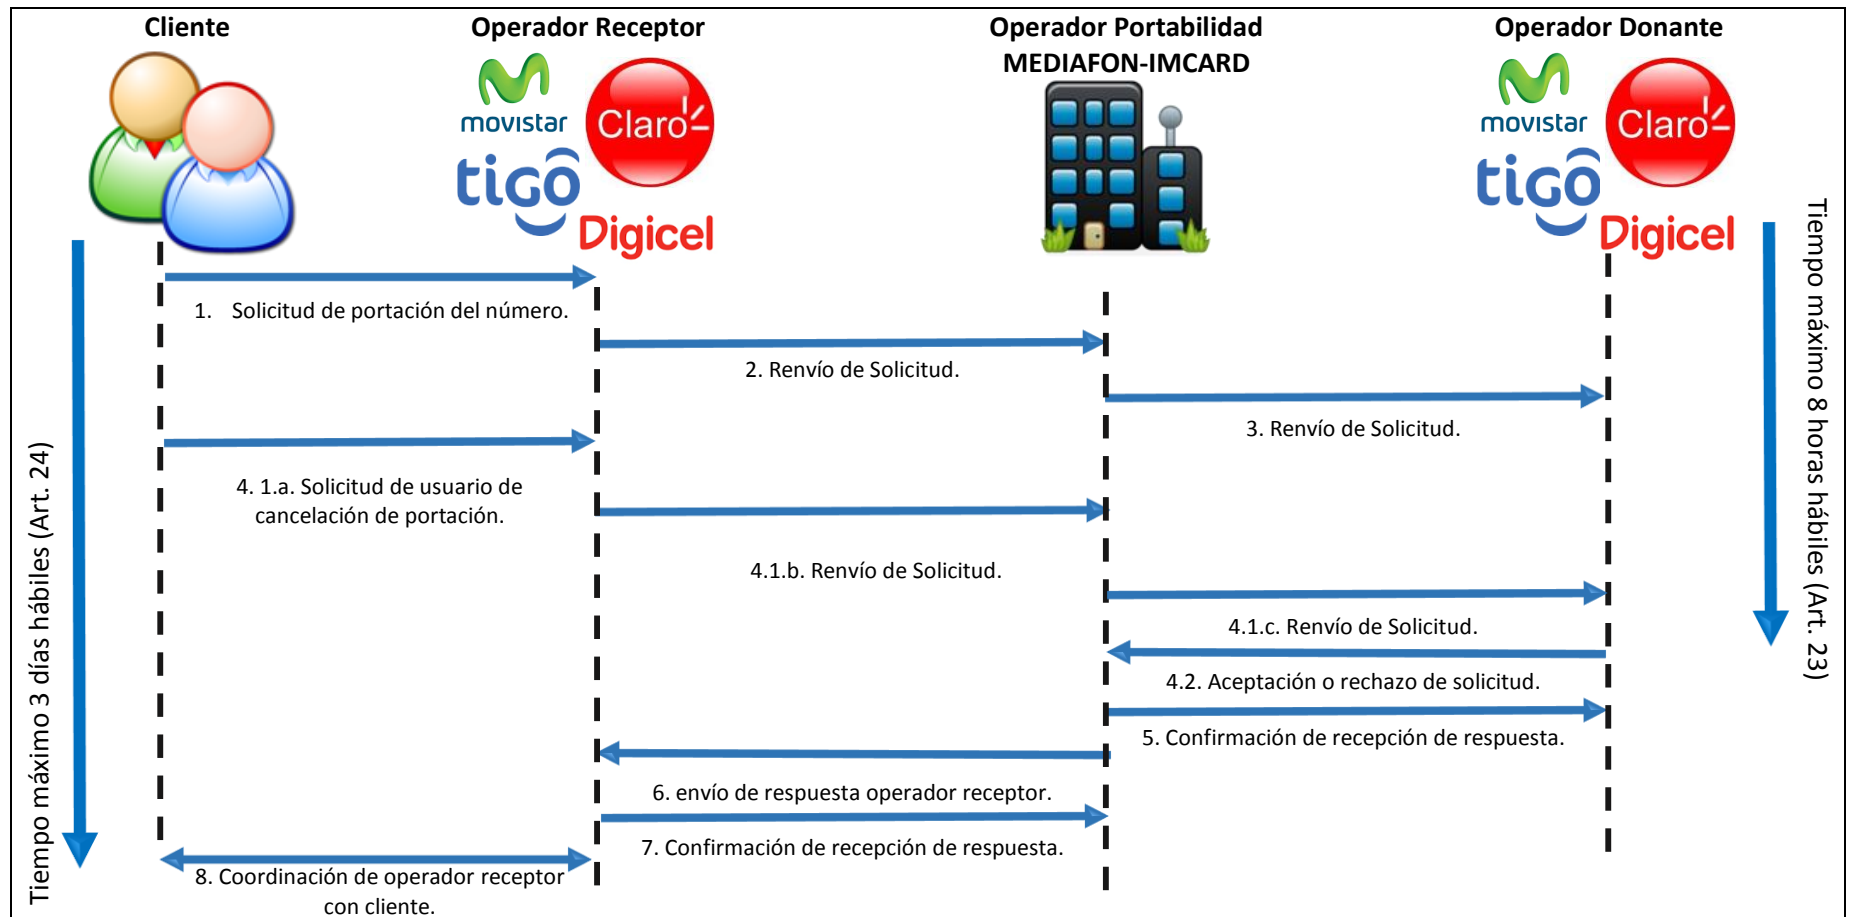 Cliente
Operador Receptor
Operador Portabilidad
MEDIAFON-IMCARD
Operador Donante
movistar
Claro
tigo
Digicel
movistar
Claro
tigo
Digicel
1. Solicitud de portación del número.
2. Renvío de Solicitud.
3. Renvío de Solicitud.
4. 1.a. Solicitud de usuario de
cancelación de portación.
4.1.b. Renvío de Solicitud.
4.1.c. Renvío de Solicitud.
4.2. Aceptación o rechazo de solicitud.
5. Confirmación de recepción de respuesta.
6. envío de respuesta operador receptor.
7. Confirmación de recepción de respuesta.
8. Coordinación de operador receptor
con cliente.
Tiempo máximo 3 días hábiles (Art. 24)
Tiempo máximo 8 horas hábiles (Art. 23)